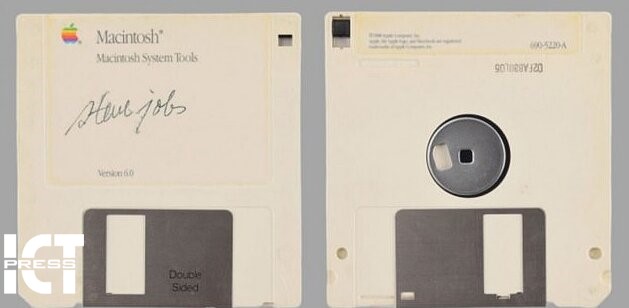 Macintosh®
Macintosh System Tools
steve jobs
Version 6.0
Double
Sided
690-5220-A
ICT
PRESS